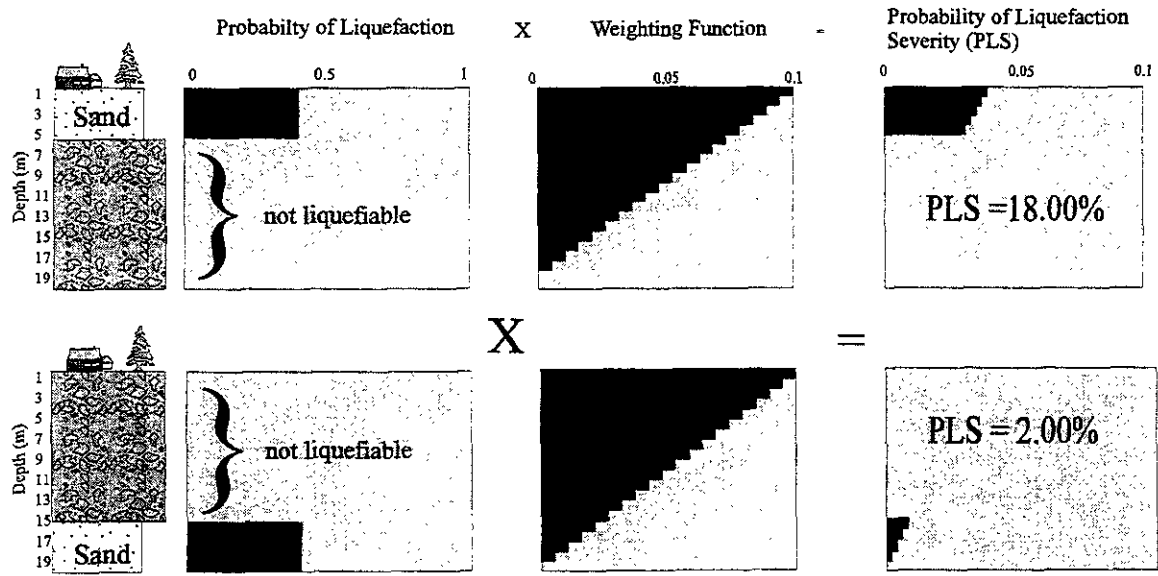 Probabilty of Liquefaction X Weighting Function = Probability of Liquefaction
Severity (PLS)
0 0.5 1 0 0.05 0.1 0 0.05 0.1
Depth (m)
1
3
5
7
9
11
13
15
17
19
Sand
not liquefiable
PLS =18.00%
X =
Depth (m)
1
3
5
7
9
11
13
15
17
19
not liquefiable
PLS = 2.00%
Sand